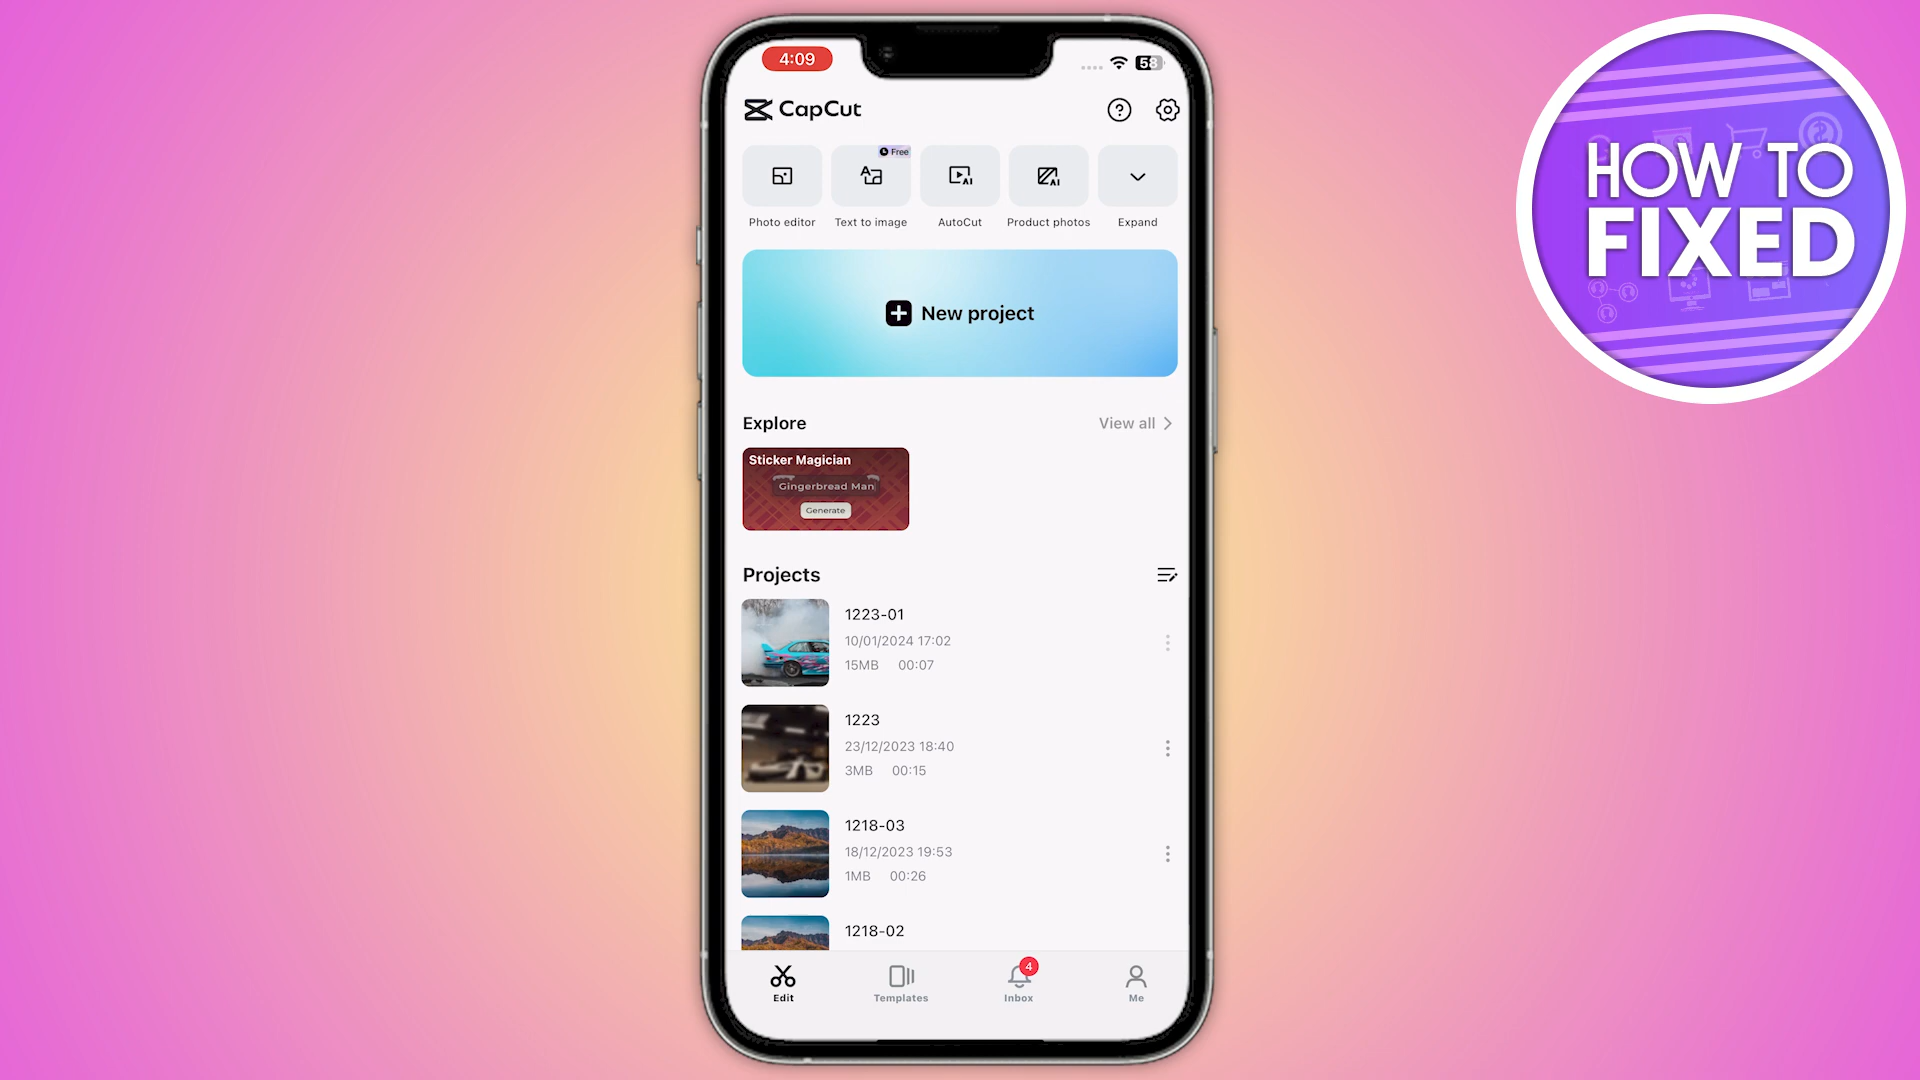 4:09
58
CapCut
Free
Photo editor
Text to image
AutoCut
Product photos
Expand
New project
Explore
View all
Sticker Magician
Gingerbread Man
Generate
Projects
1223-01
10/01/2024 17:02
15MB 00:07
1223
23/12/2023 18:40
3MB 00:15
1218-03
18/12/2023 19:53
1MB 00:26
1218-02
4
Edit
Templates
Inbox
Me
HOW TO
FIXED